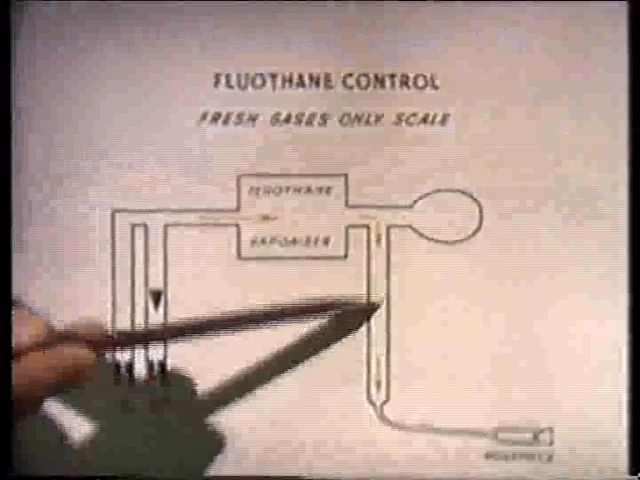 FLUOTHANE CONTROL
FRESH GASES ONLY SCALE
FLUOTHANE
VAPORISER